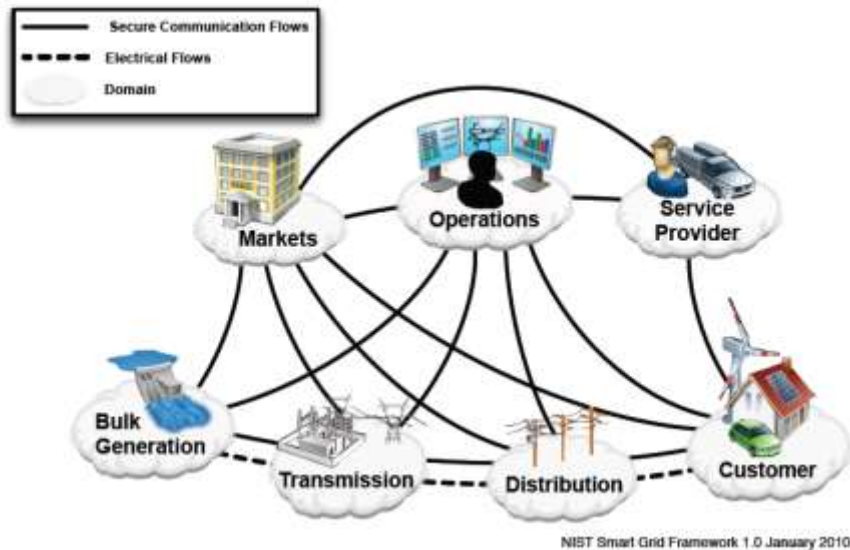 Secure Communication Flows
Electrical Flows
Domain
Markets
Operations
Service
Provider
Bulk
Generation
Transmission
Distribution
Customer
NIST Smart Grid Framework 1.0 January 2010